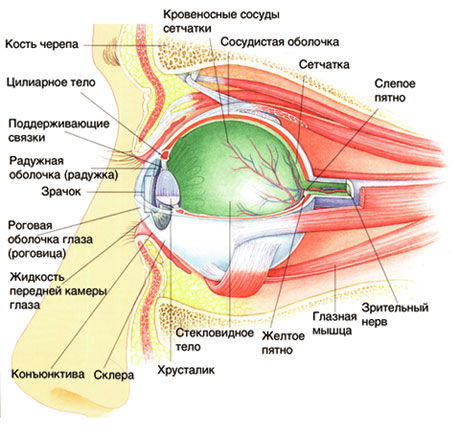 Кровеносные сосуды
сетчатки
Кость черепа
Сосудистая оболочка
Сетчатка
Цилиарное тело
Слепое
пятно
Поддерживающие
связки
Радужная
оболочка (радужка)
Зрачок
Роговая
оболочка глаза
(роговица)
Жидкость
передней камеры
глаза
Стекловидное
тело
Желтое
пятно
Глазная
мышца
Зрительный
нерв
Конъюнктива
Склера
Хрусталик